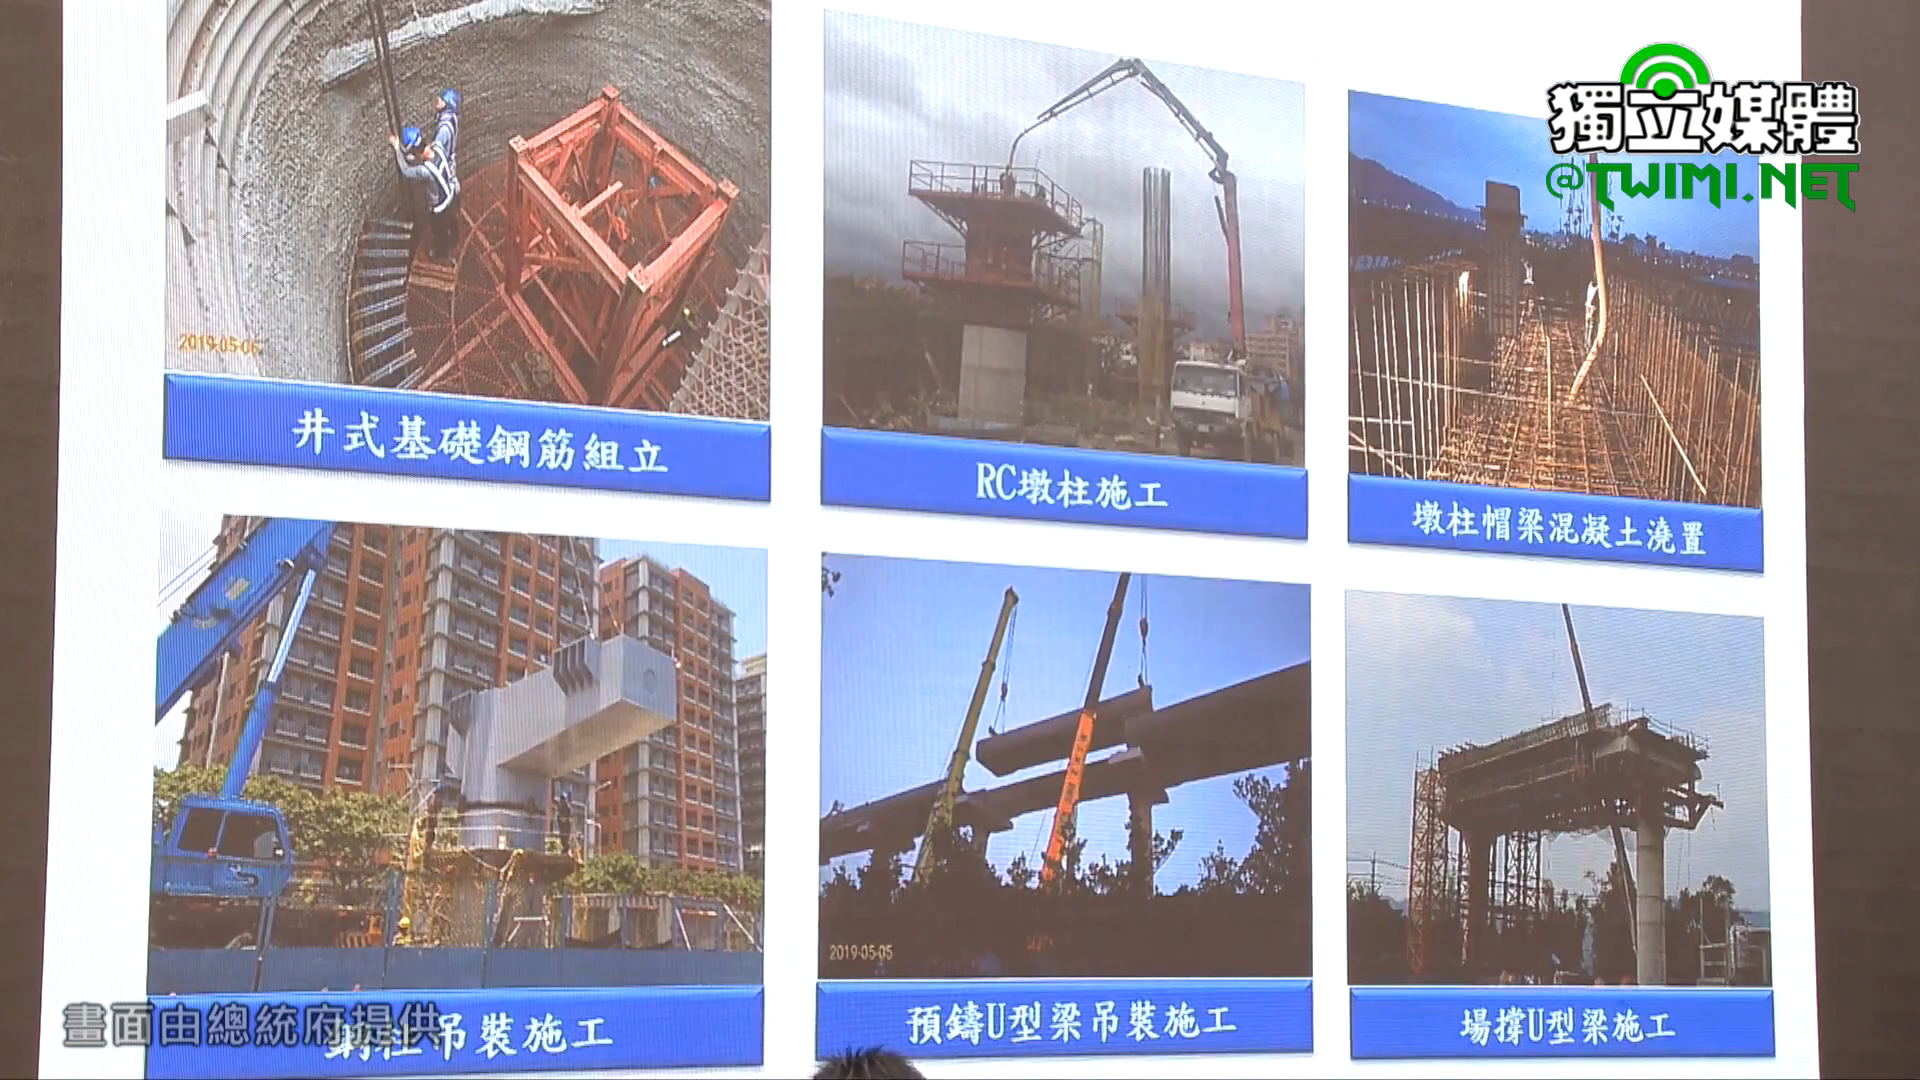 獨立媒體
@TWIMI.NET
2019-05-06
井式基礎鋼筋組立
RC墩柱施工
墩柱帽梁混凝土澆置
2019-05-05
畫面由總統府提供
鋼柱吊裝施工
預鑄U型梁吊裝施工
場撐U型梁施工